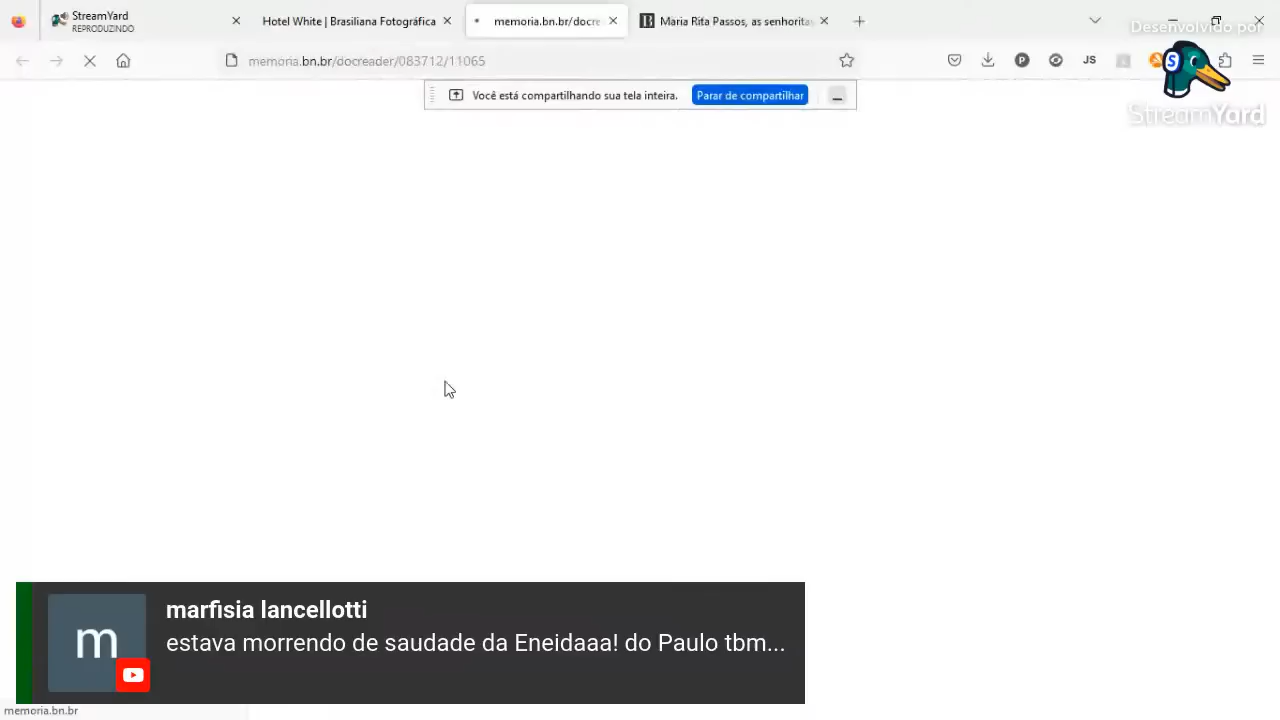 StreamYard
REPRODUZINDO
Hotel White | Brasiliana Fotográfica
memoria.bn.br/docre
Maria Rita Passos, as senhorita
Desenvolvido por
memoria.bn.br/docreader/083712/11065
P
JS
S
StreamYard
Você está compartilhando sua tela inteira.
Parar de compartilhar
marfisia lancellotti
m
estava morrendo de saudade da Eneidaaa! do Paulo tbm...
memoria.bn.br